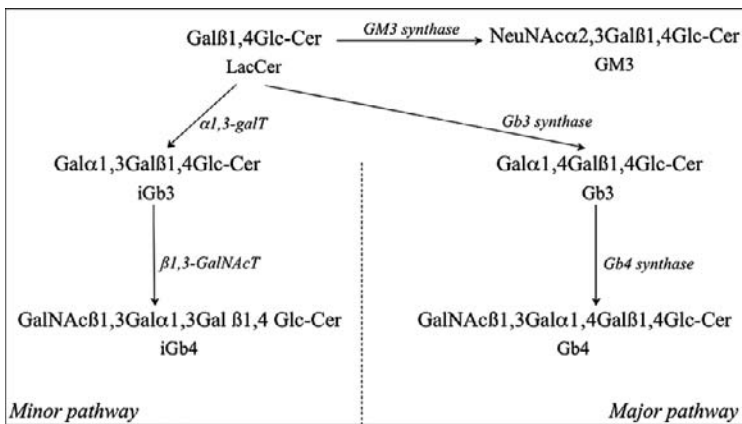 Galß1,4Glc-Cer
GM3 synthase
NeuNAcα2,3Galß1,4Glc-Cer
LacCer
GM3
α1,3-galT
Gb3 synthase
Galα1,3Galß1,4Glc-Cer
Galα1,4Galß1,4Glc-Cer
iGb3
Gb3
ß1,3-GalNAcT
Gb4 synthase
GalNAcß1,3Galα1,3Gal ß1,4 Glc-Cer
GalNAcß1,3Galα1,4Galß1,4Glc-Cer
iGb4
Gb4
Minor pathway
Major pathway